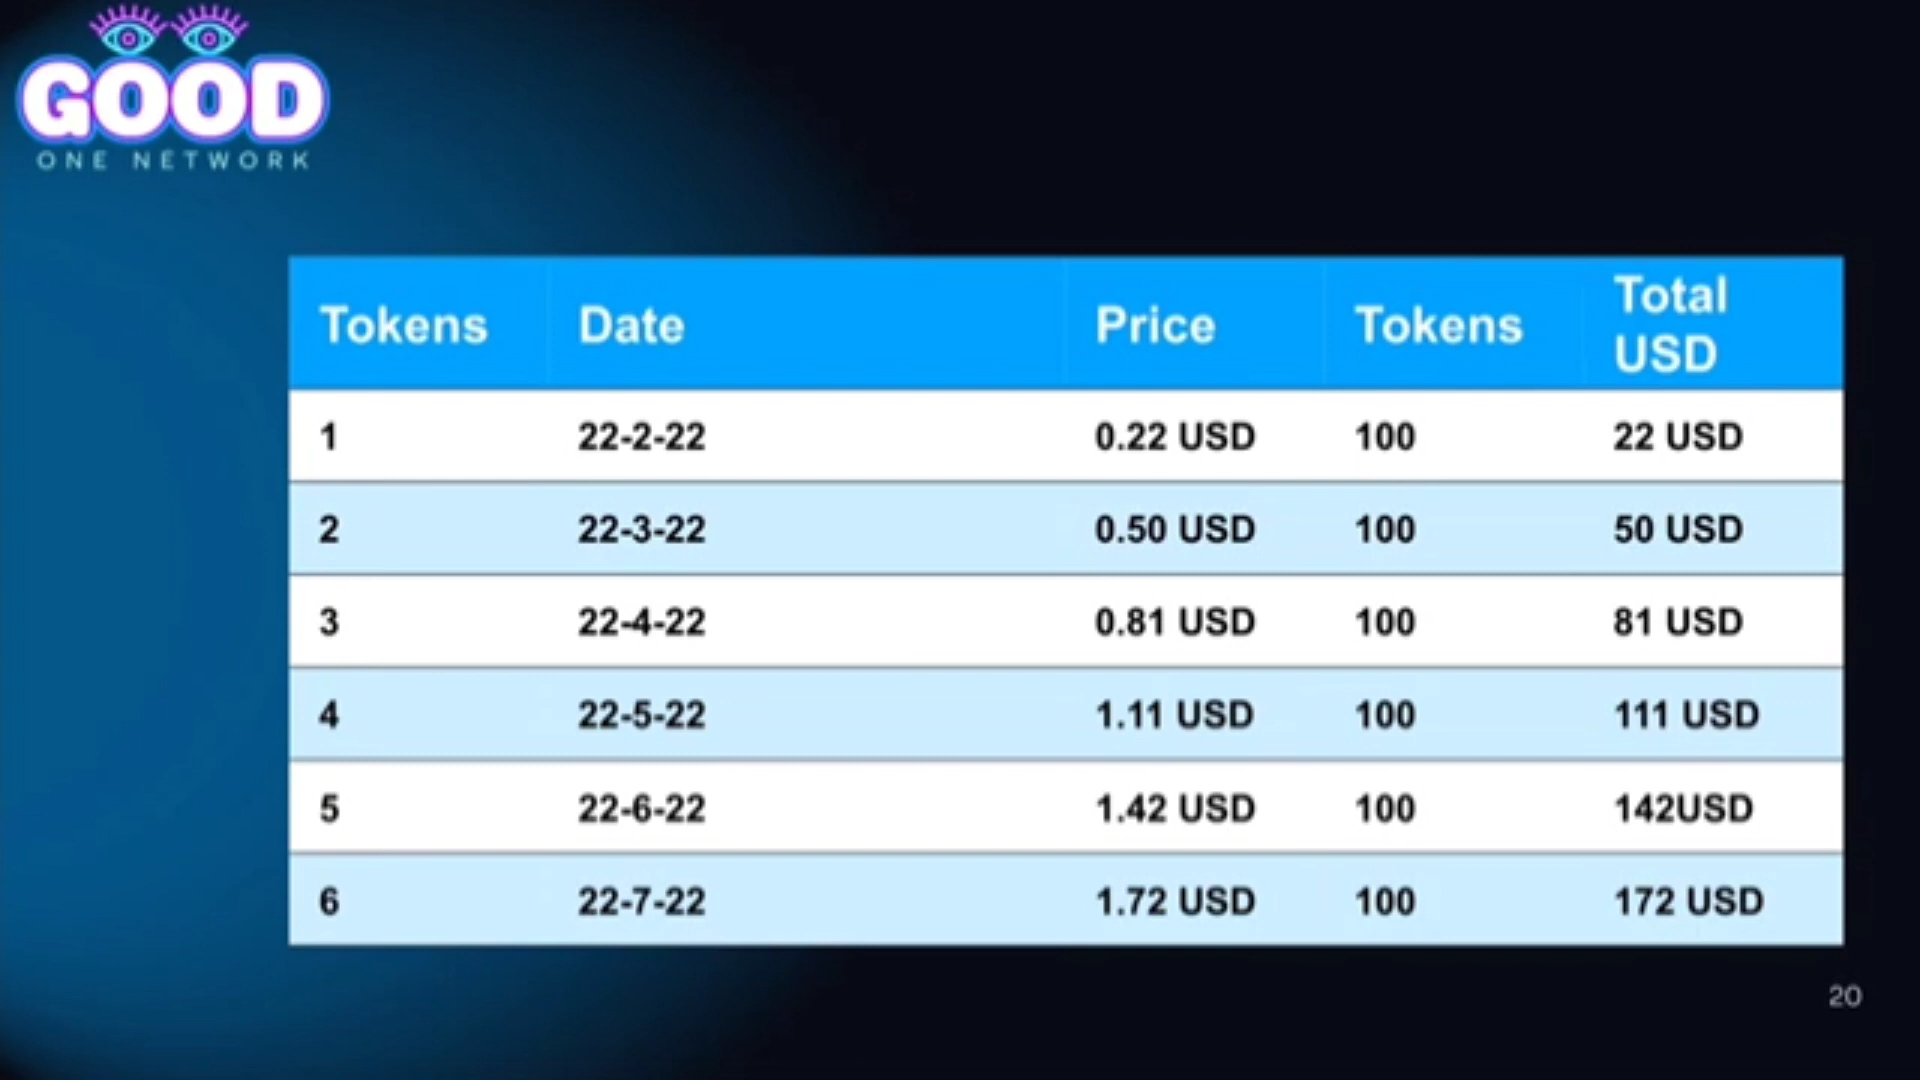 GOOD
ONE NETWORK
Tokens Date Price Tokens Total USD
1 22-2-22 0.22 USD 100 22 USD
2 22-3-22 0.50 USD 100 50 USD
3 22-4-22 0.81 USD 100 81 USD
4 22-5-22 1.11 USD 100 111 USD
5 22-6-22 1.42 USD 100 142USD
6 22-7-22 1.72 USD 100 172 USD
20